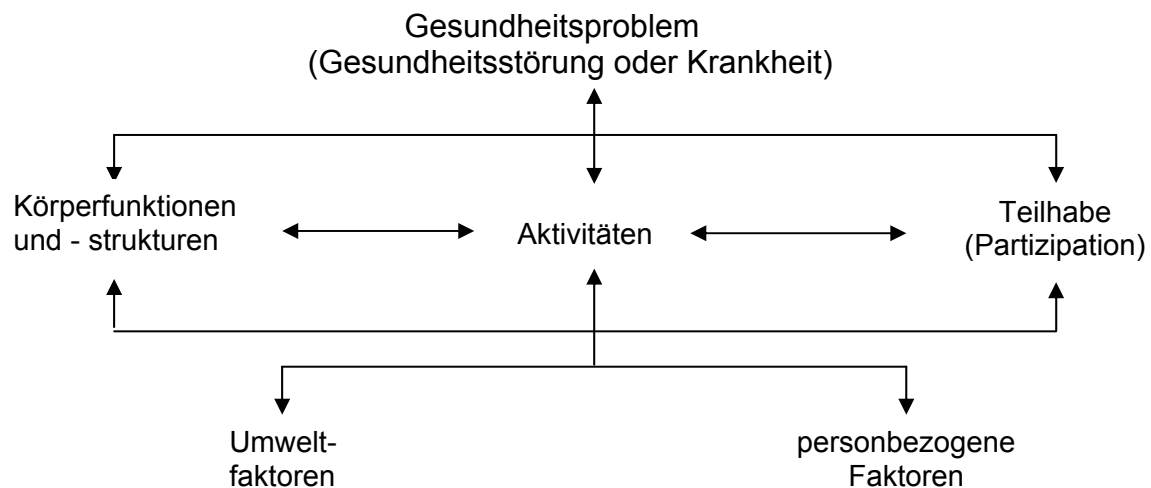 Gesundheitsproblem
(Gesundheitsstörung oder Krankheit)
Körperfunktionen
und - strukturen
Aktivitäten
Teilhabe
(Partizipation)
Umwelt-
faktoren
personbezogene
Faktoren